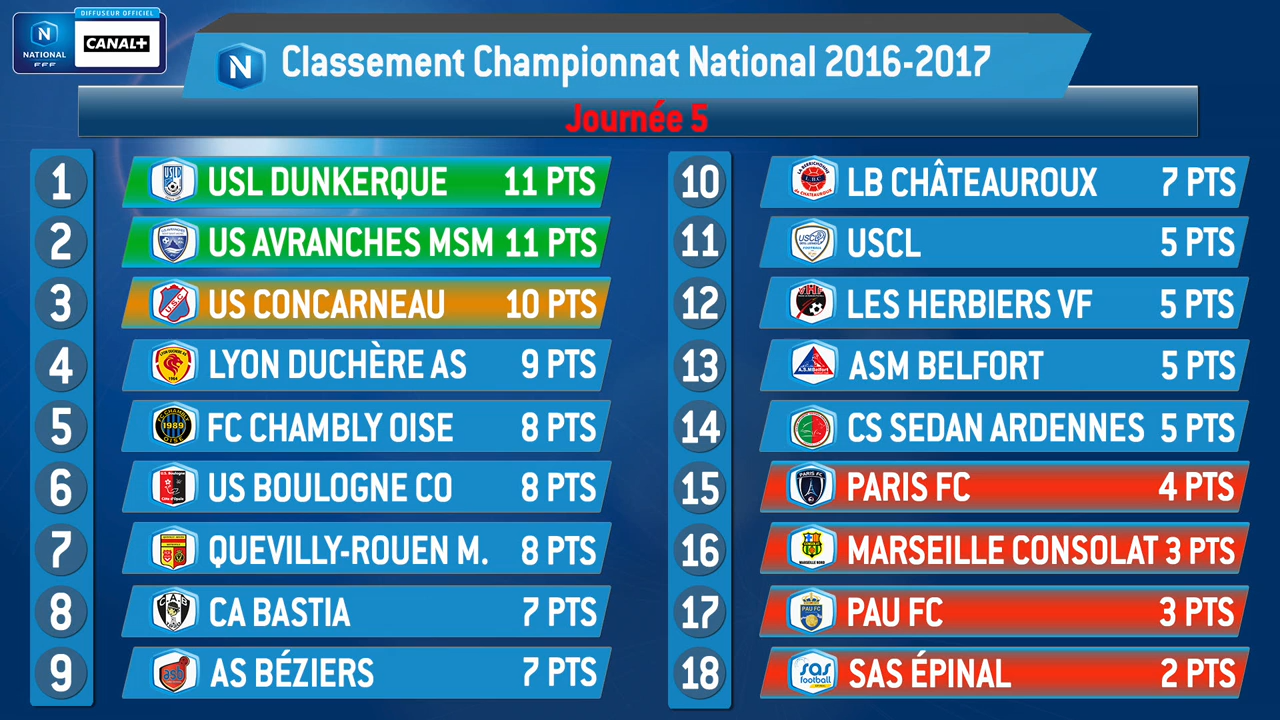 DIFFUSEUR OFFICIEL
N
NATIONAL
FFF
CANAL+
N
Classement Championnat National 2016-2017
Journée 5
1 USL DUNKERQUE 11 PTS
2 US AVRANCHES MSM 11 PTS
3 US CONCARNEAU 10 PTS
4 LYON DUCHÈRE AS 9 PTS
5 FC CHAMBLY OISE 8 PTS
6 US BOULOGNE CO 8 PTS
7 QUEVILLY-ROUEN M. 8 PTS
8 CA BASTIA 7 PTS
9 AS BÉZIERS 7 PTS
10 LB CHÂTEAUROUX 7 PTS
11 USCL 5 PTS
12 LES HERBIERS VF 5 PTS
13 ASM BELFORT 5 PTS
14 CS SEDAN ARDENNES 5 PTS
15 PARIS FC 4 PTS
16 MARSEILLE CONSOLAT 3 PTS
17 PAU FC 3 PTS
18 SAS ÉPINAL 2 PTS